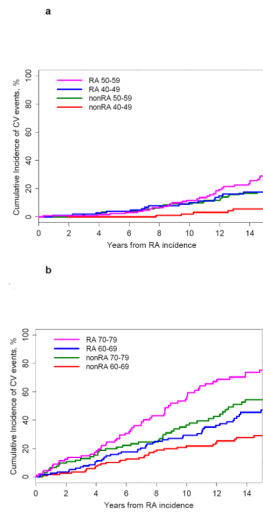 a
Cumulative Incidence of CV events, %
100
80
60
40
20
0
RA 50-59
RA 40-49
nonRA 50-59
nonRA 40-49
0 2 4 6 8 10 12 14
Years from RA incidence
b
Cumulative Incidence of CV events, %
100
80
60
40
20
0
RA 70-79
RA 60-69
nonRA 70-79
nonRA 60-69
0 2 4 6 8 10 12 14
Years from RA incidence